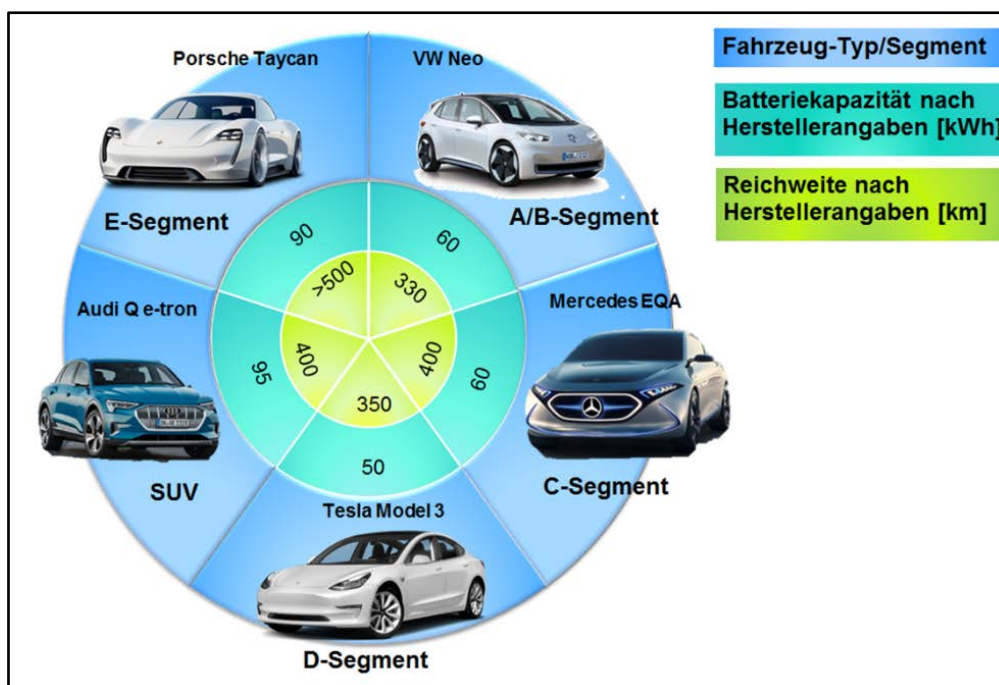 Porsche Taycan
VW Neo
E-Segment
A/B-Segment
90
60
>500
330
Audi Q e-tron
Mercedes EQA
95
400
400
60
350
50
SUV
C-Segment
Tesla Model 3
D-Segment
Fahrzeug-Typ/Segment
Batteriekapazität nach
Herstellerangaben [kWh]
Reichweite nach
Herstellerangaben [km]